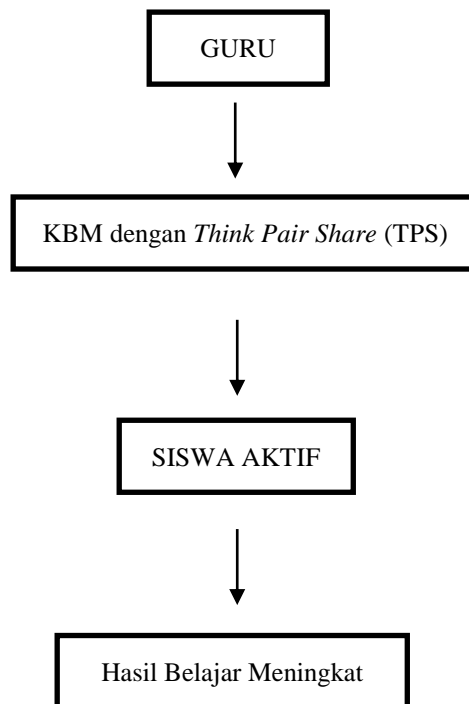 GURU
KBM dengan Think Pair Share (TPS)
SISWA AKTIF
Hasil Belajar Meningkat